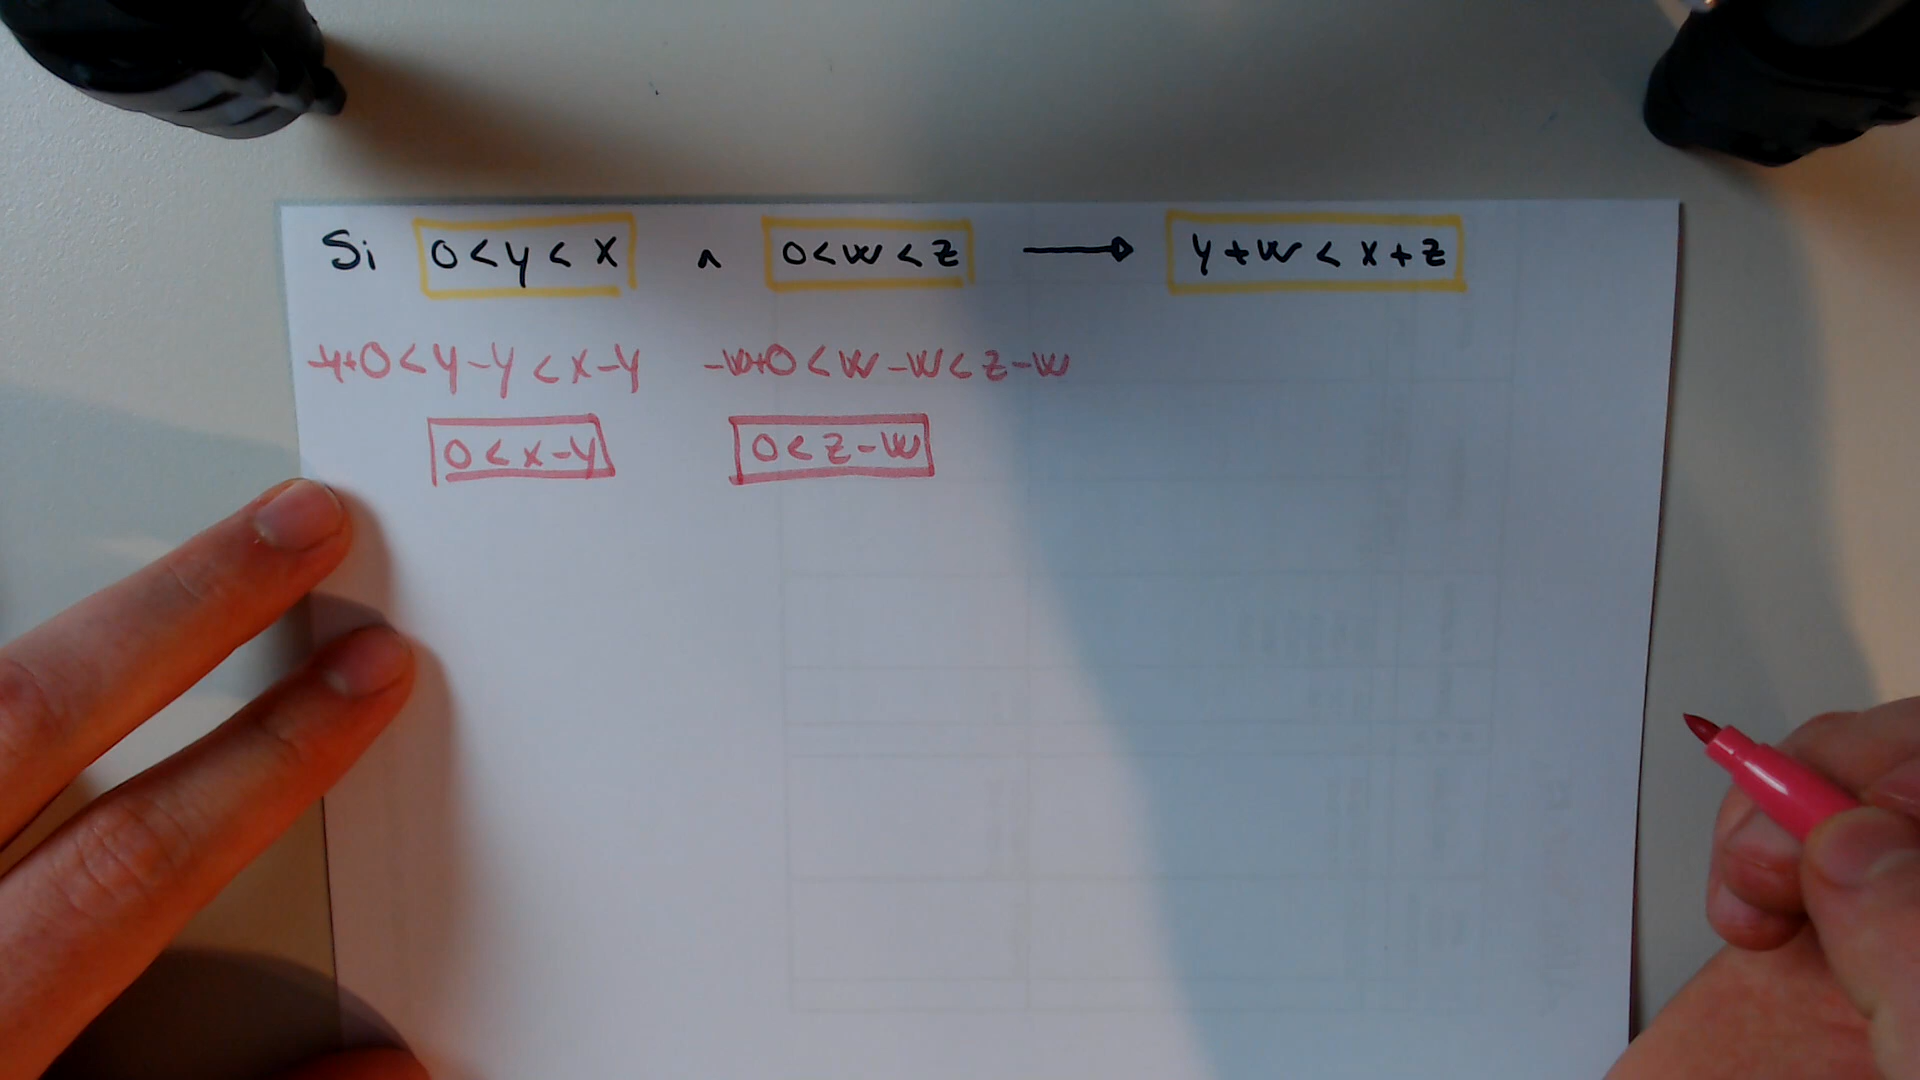 Si 0<y<x ∧ 0<w<z → y+w<x+z
-y+0<y-y<x-y -w+0<w-w<z-w
0<x-y 0<z-w